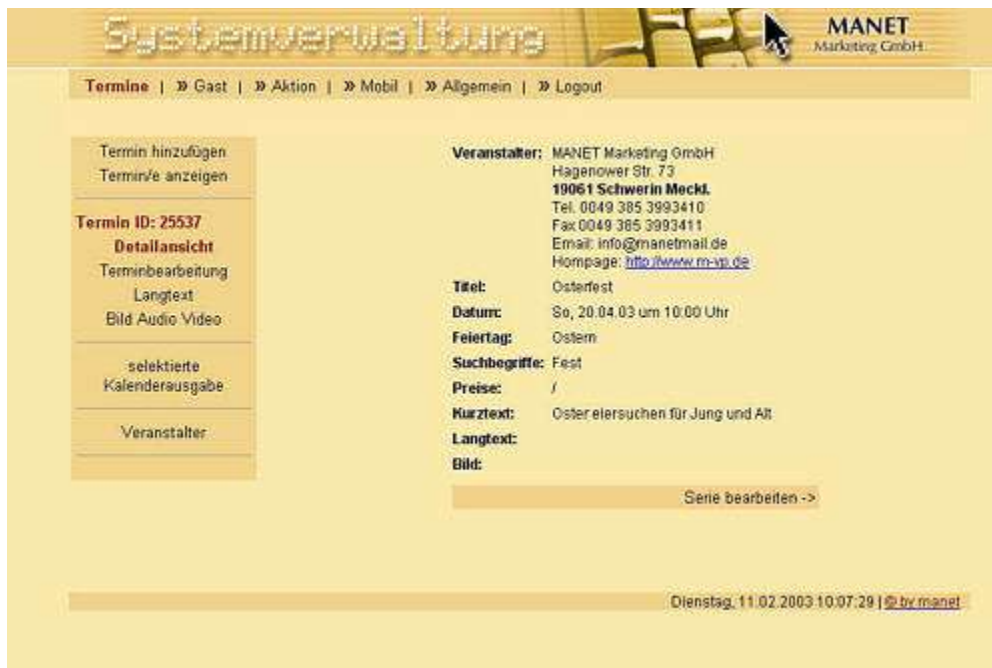 Systemverwaltung
MANET
Marketing GmbH
Termine | » Gast | » Aktion | » Mobil | » Allgemein | » Logout
Termin hinzufügen
Termin/e anzeigen
Termin ID: 25537
Detailansicht
Terminbearbeitung
Langtext
Bild Audio Video
selektierte
Kalenderausgabe
Veranstalter
Veranstalter: MANET Marketing GmbH
Hagenower Str. 73
19061 Schwerin Meckl.
Tel. 0049 385 3993410
Fax 0049 385 3993411
Email: info@manetmail.de
Hompage: http://www.m-vp.de
Titel: Osterfest
Datum: So, 20.04.03 um 10:00 Uhr
Feiertag: Ostern
Suchbegriffe: Fest
Preise: /
Kurztext: Oster eiersuchen für Jung und Alt
Langtext:
Bild:
Serie bearbeiten ->
Dienstag, 11.02.2003 10:07:29 | © by manet